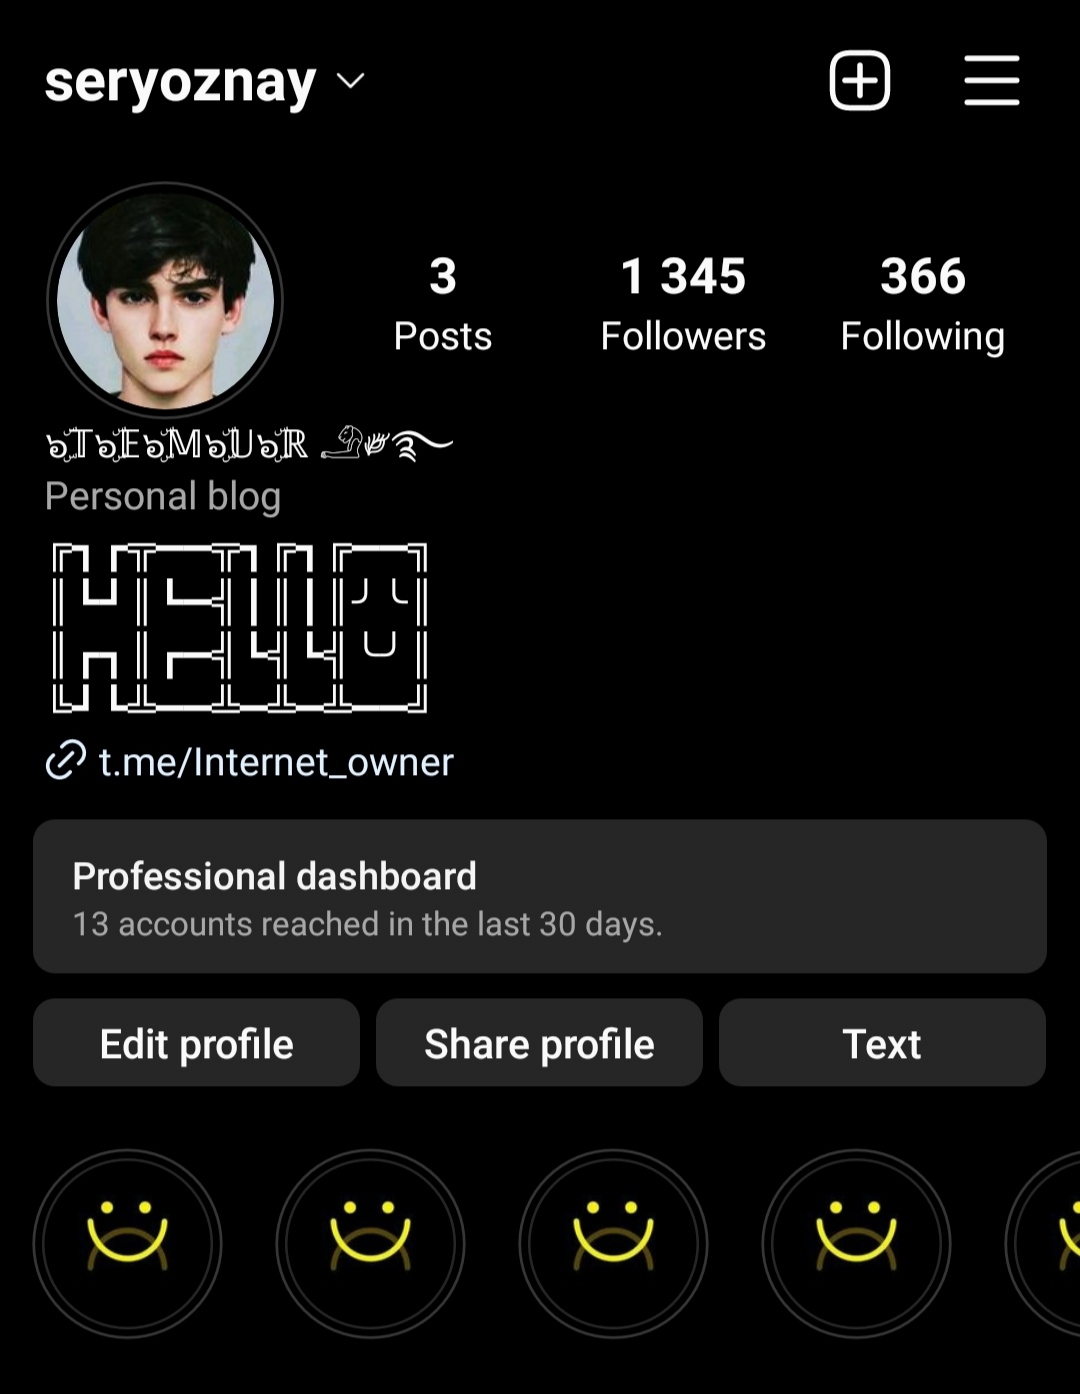 seryoznay
3
1 345
366
Posts
Followers
Following
𝕋𝔼𝕄𝕌ℝ
Personal blog
HELLO
t.me/Internet_owner
Professional dashboard
13 accounts reached in the last 30 days.
Edit profile
Share profile
Text